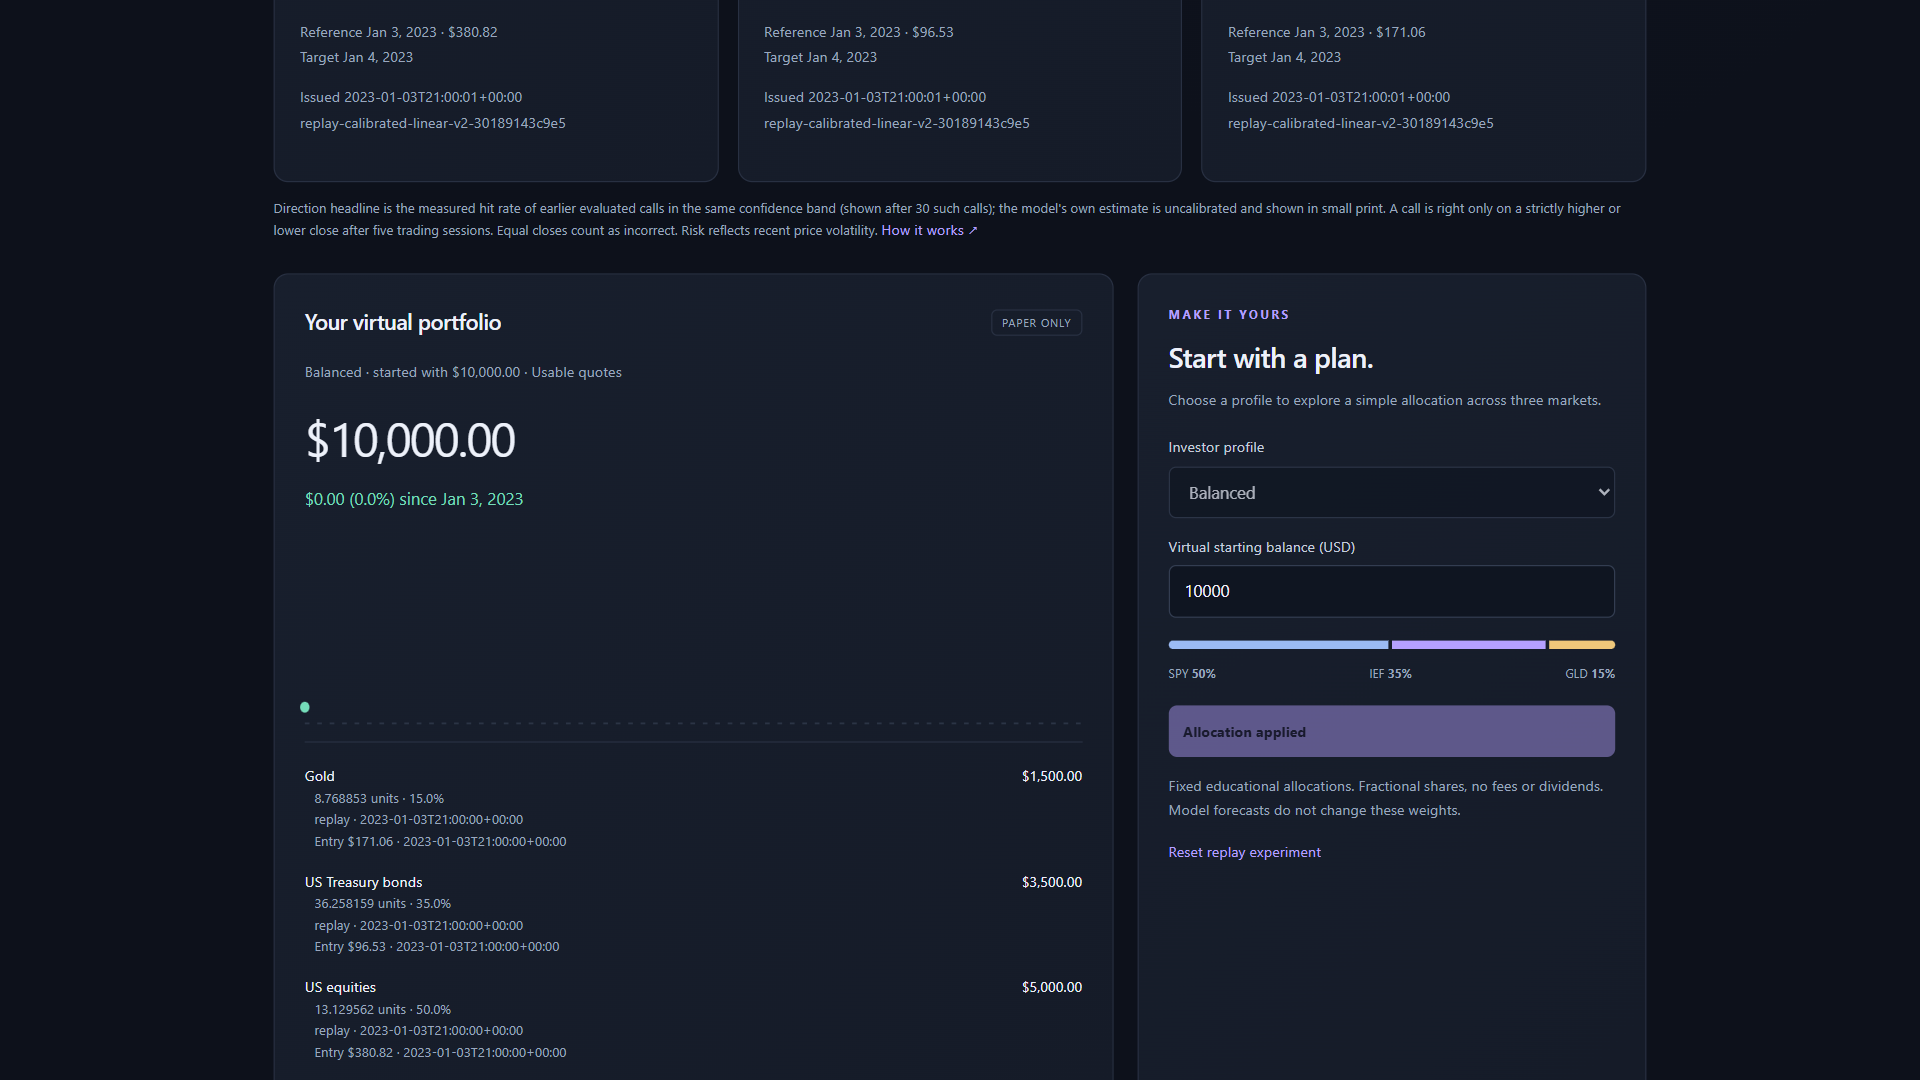 Reference Jan 3, 2023 · $380.82
Target Jan 4, 2023
Issued 2023-01-03T21:00:01+00:00
replay-calibrated-linear-v2-30189143c9e5
Reference Jan 3, 2023 · $96.53
Target Jan 4, 2023
Issued 2023-01-03T21:00:01+00:00
replay-calibrated-linear-v2-30189143c9e5
Reference Jan 3, 2023 · $171.06
Target Jan 4, 2023
Issued 2023-01-03T21:00:01+00:00
replay-calibrated-linear-v2-30189143c9e5
Direction headline is the measured hit rate of earlier evaluated calls in the same confidence band (shown after 30 such calls); the model's own estimate is uncalibrated and shown in small print. A call is right only on a strictly higher or
lower close after five trading sessions. Equal closes count as incorrect. Risk reflects recent price volatility. How it works ↗
Your virtual portfolio
PAPER ONLY
Balanced · started with $10,000.00 · Usable quotes
$10,000.00
$0.00 (0.0%) since Jan 3, 2023
Gold
$1,500.00
8.768853 units · 15.0%
replay · 2023-01-03T21:00:00+00:00
Entry $171.06 · 2023-01-03T21:00:00+00:00
US Treasury bonds
$3,500.00
36.258159 units · 35.0%
replay · 2023-01-03T21:00:00+00:00
Entry $96.53 · 2023-01-03T21:00:00+00:00
US equities
$5,000.00
13.129562 units · 50.0%
replay · 2023-01-03T21:00:00+00:00
Entry $380.82 · 2023-01-03T21:00:00+00:00
MAKE IT YOURS
Start with a plan.
Choose a profile to explore a simple allocation across three markets.
Investor profile
Balanced
Virtual starting balance (USD)
10000
SPY 50%
IEF 35%
GLD 15%
Allocation applied
Fixed educational allocations. Fractional shares, no fees or dividends.
Model forecasts do not change these weights.
Reset replay experiment